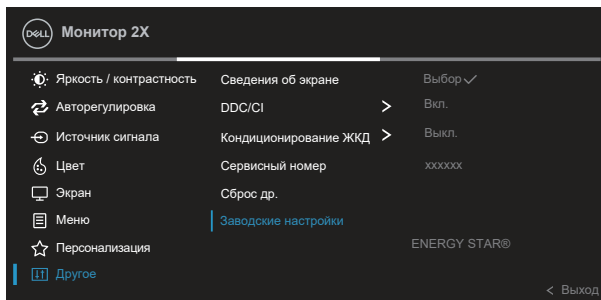 DELL Монитор 2X
Яркость / контрастность Сведения об экране Выбор
Авторегулировка DDC/CI > Вкл.
Источник сигнала Кондиционирование ЖКД > Выкл.
Цвет Сервисный номер xxxxxx
Экран Сброс др.
Меню Заводские настройки
Персонализация ENERGY STAR®
Другое
< Выход